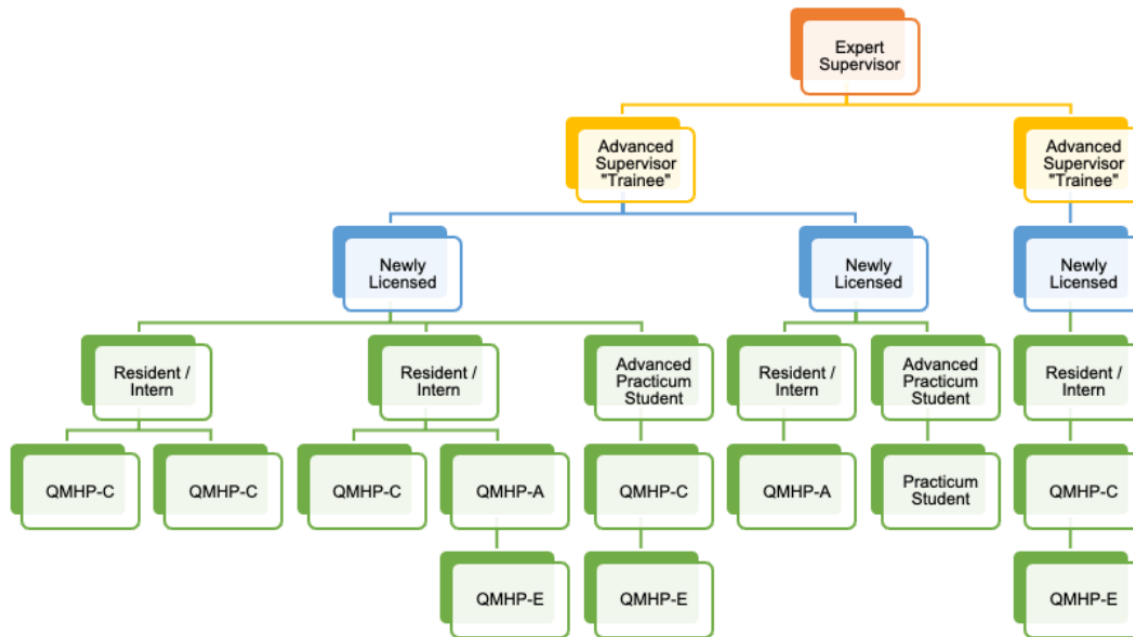 Expert
Supervisor
Advanced
Supervisor
"Trainee"
Advanced
Supervisor
"Trainee"
Newly
Licensed
Newly
Licensed
Newly
Licensed
Resident /
Intern
Resident /
Intern
Advanced
Practicum
Student
Resident /
Intern
Advanced
Practicum
Student
Resident /
Intern
QMHP-C
QMHP-C
QMHP-C
QMHP-A
QMHP-C
QMHP-A
Practicum
Student
QMHP-C
QMHP-E
QMHP-E
QMHP-E